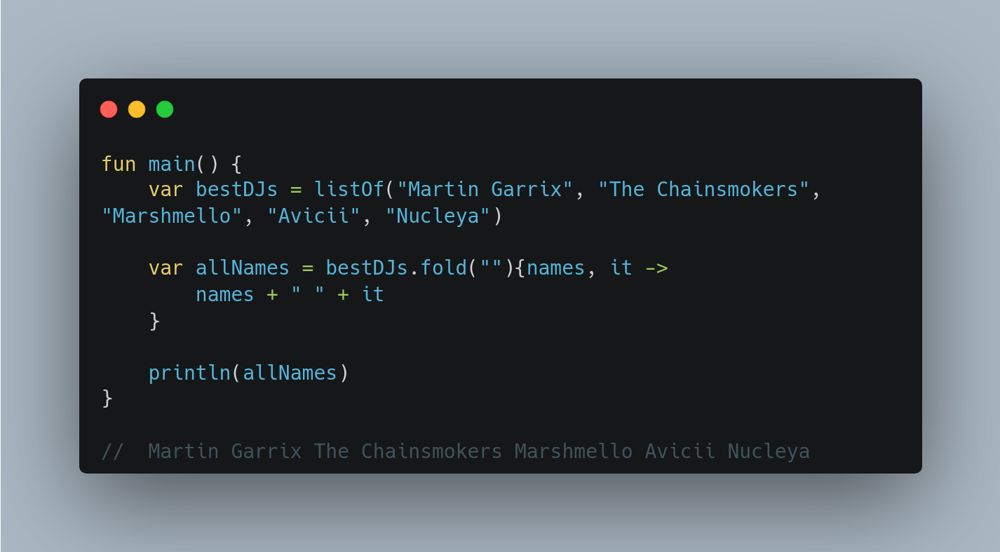 fun main() {
    var bestDJs = listOf("Martin Garrix", "The Chainsmokers",
"Marshmello", "Avicii", "Nucleya")
    var allNames = bestDJs.fold(""){names, it ->
        names + " " + it
    }
    println(allNames)
}
//  Martin Garrix The Chainsmokers Marshmello Avicii Nucleya